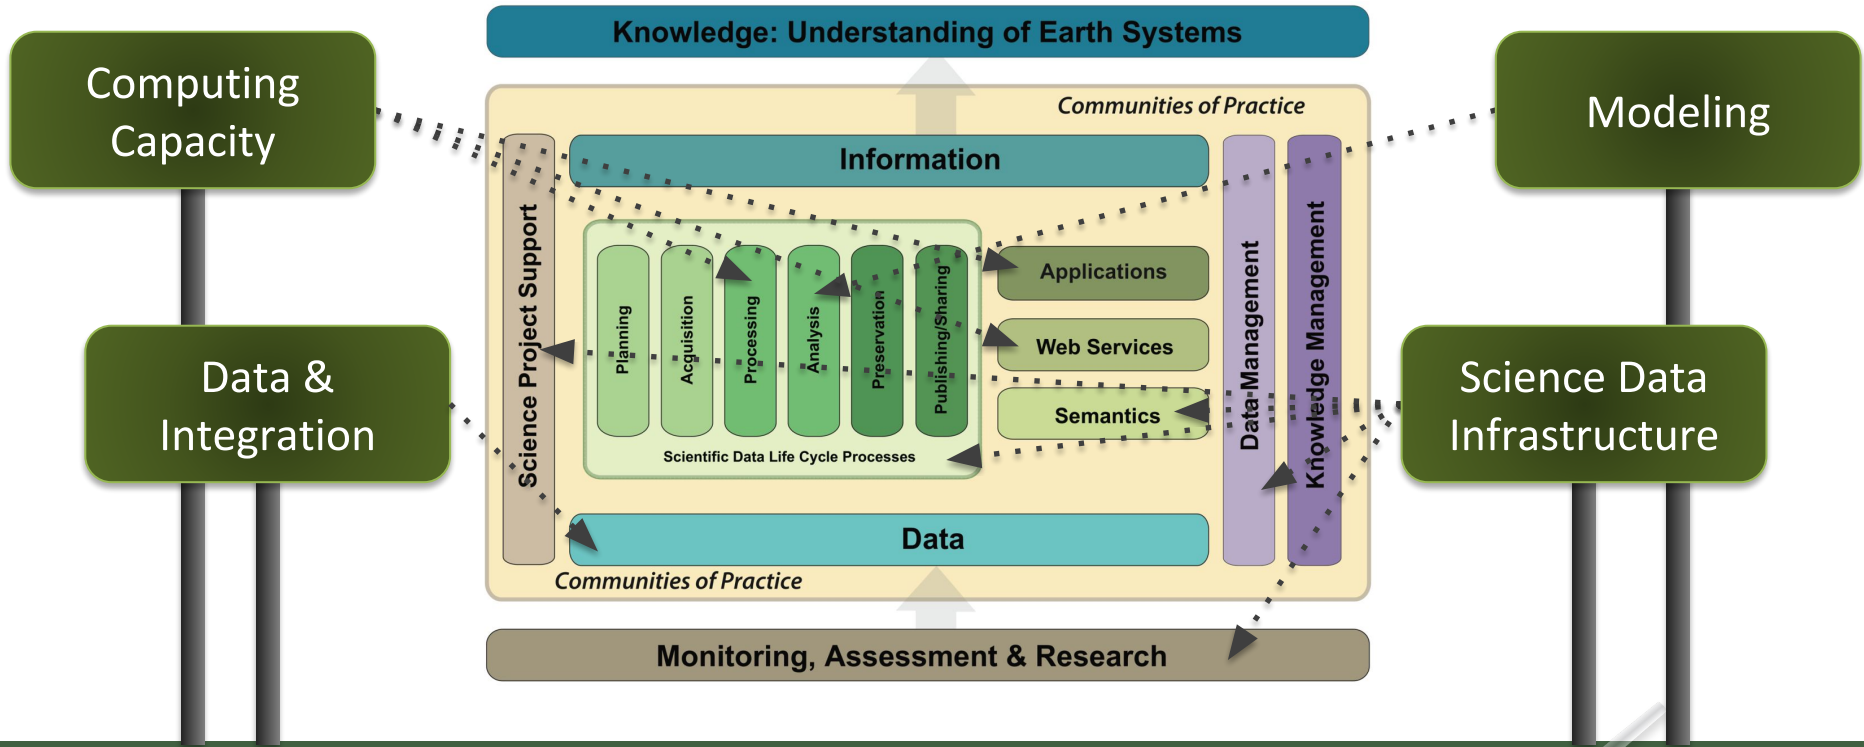 Knowledge: Understanding of Earth Systems
Computing
Capacity
Modeling
Communities of Practice
Information
Science Project Support
Planning
Acquisition
Processing
Analysis
Preservation
Publishing/Sharing
Scientific Data Life Cycle Processes
Applications
Web Services
Semantics
Data Management
Knowledge Management
Data &
Integration
Science Data
Infrastructure
Data
Communities of Practice
Monitoring, Assessment & Research